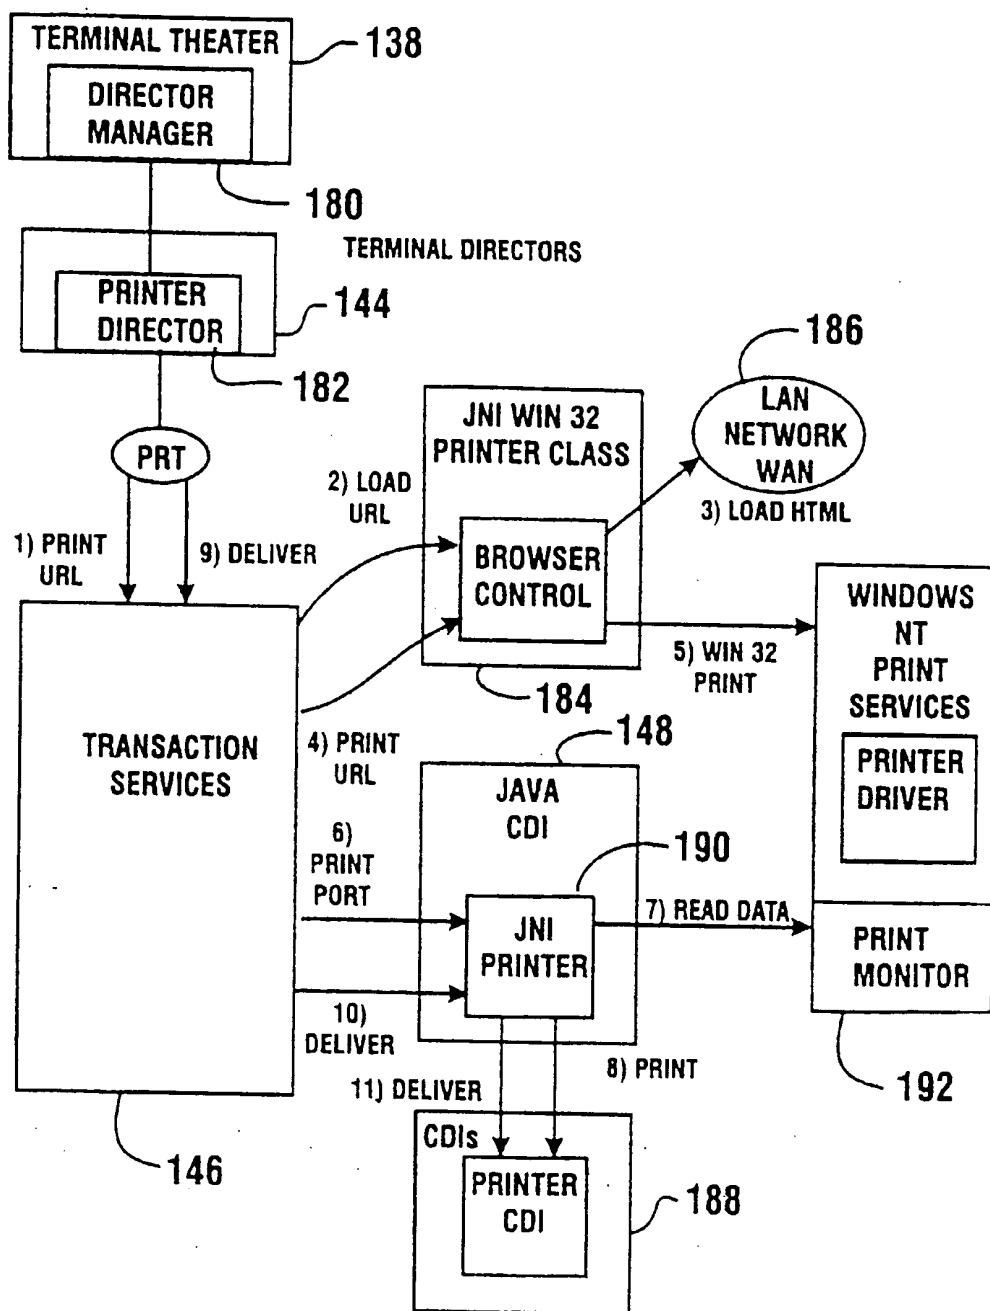 TERMINAL THEATER
138
DIRECTOR
MANAGER
180
TERMINAL DIRECTORS
PRINTER
DIRECTOR
144
182
PRT
1) PRINT
URL
9) DELIVER
2) LOAD
URL
JNI WIN 32
PRINTER CLASS
BROWSER
CONTROL
184
186
LAN
NETWORK
WAN
3) LOAD HTML
4) PRINT
URL
5) WIN 32
PRINT
WINDOWS
NT
PRINT
SERVICES
PRINTER
DRIVER
PRINT
MONITOR
192
TRANSACTION
SERVICES
146
6)
PRINT
PORT
148
JAVA
CDI
190
JNI
PRINTER
7) READ DATA
10)
DELIVER
11) DELIVER
8) PRINT
CDIs
PRINTER
CDI
188